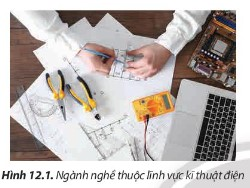 Hình 12.1. Ngành nghề thuộc lĩnh vực kĩ thuật điện